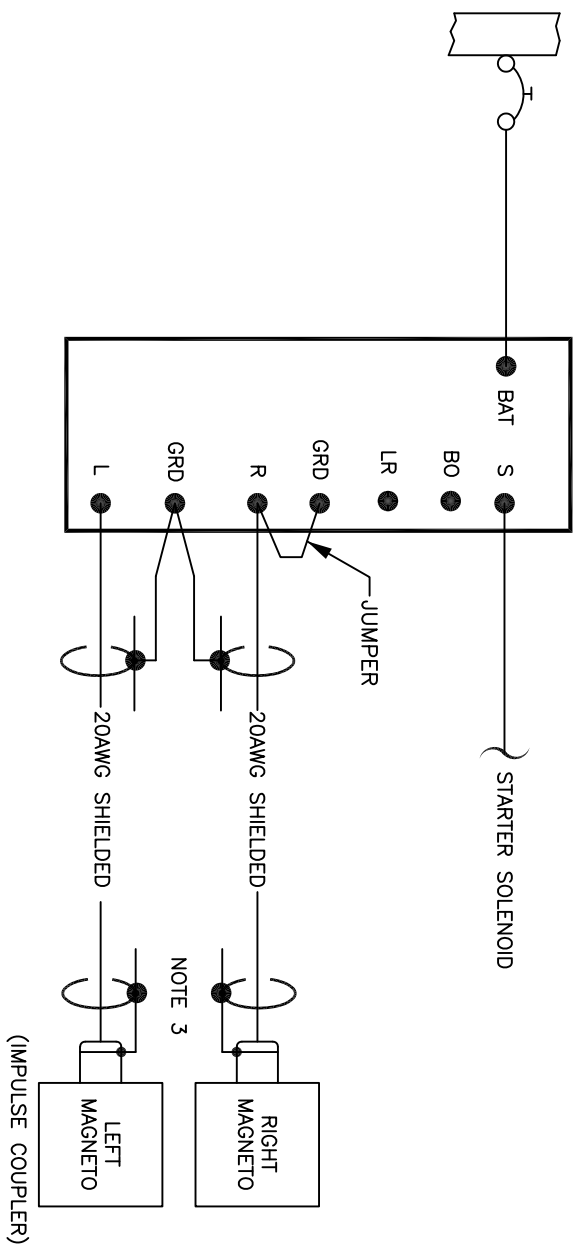 BAT
S
BO
LR
GRD
R
GRD
L
JUMPER
STARTER SOLENOID
20AWG SHIELDED
20AWG SHIELDED
NOTE 3
RIGHT
MAGNETO
LEFT
MAGNETO
(IMPULSE COUPLER)